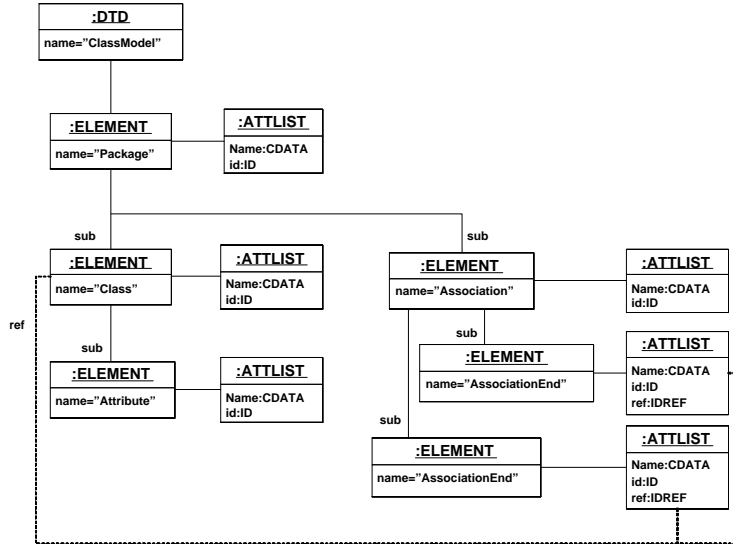 :DTD
name="ClassModel"
:ELEMENT
name="Package"
:ATTLIST
Name:CDATA
id:ID
sub
sub
:ELEMENT
name="Class"
:ATTLIST
Name:CDATA
id:ID
:ELEMENT
name="Association"
:ATTLIST
Name:CDATA
id:ID
ref
sub
sub
:ELEMENT
name="Attribute"
:ATTLIST
Name:CDATA
id:ID
:ELEMENT
name="AssociationEnd"
:ATTLIST
Name:CDATA
id:ID
ref:IDREF
sub
:ELEMENT
name="AssociationEnd"
:ATTLIST
Name:CDATA
id:ID
ref:IDREF